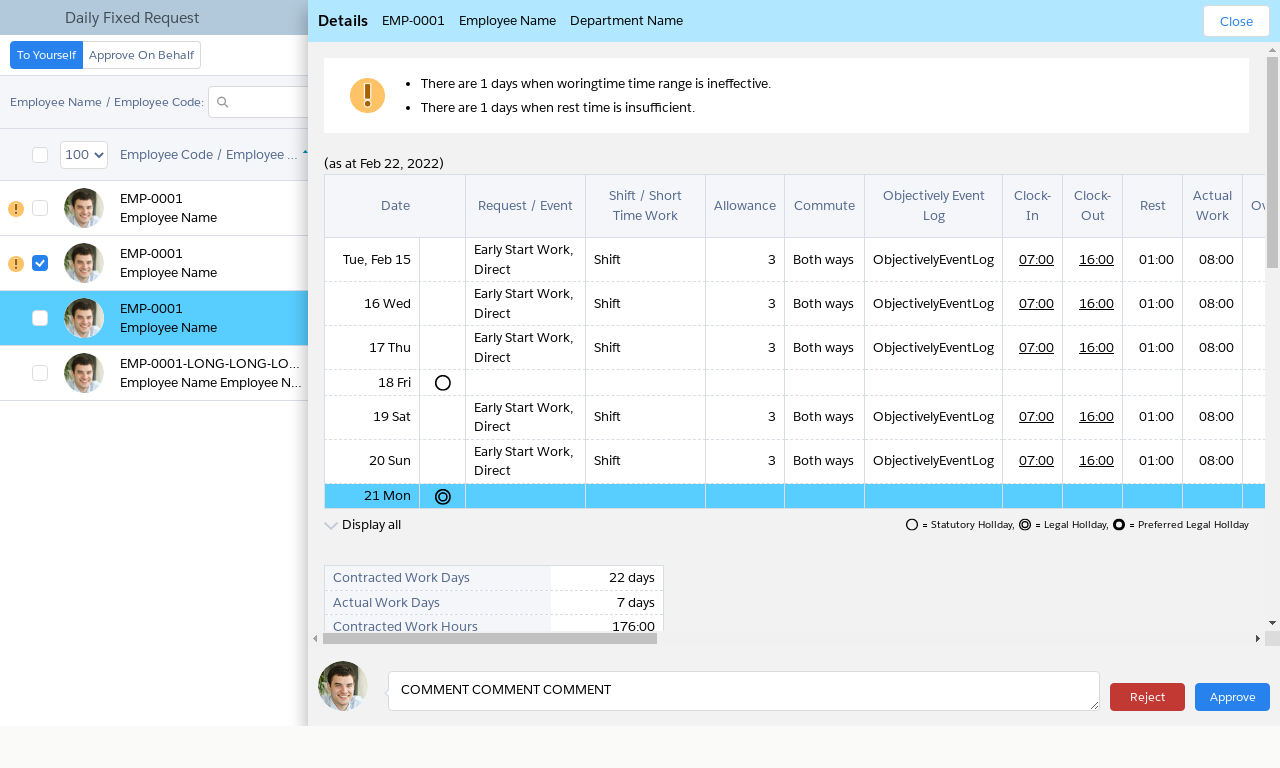 Daily Fixed Request
To Yourself
Approve On Behalf
Employee Name / Employee Code:
100
Employee Code / Employee ...
EMP-0001
Employee Name
EMP-0001
Employee Name
EMP-0001
Employee Name
EMP-0001-LONG-LONG-LO...
Employee Name Employee N...
Details EMP-0001 Employee Name Department Name
Close
There are 1 days when woringtime time range is ineffective.
There are 1 days when rest time is insufficient.
(as at Feb 22, 2022)
Date Request / Event Shift / Short Time Work Allowance Commute Objectively Event Log Clock-In Clock-Out Rest Actual Work
Tue, Feb 15 Early Start Work, Direct Shift 3 Both ways ObjectivelyEventLog 07:00 16:00 01:00 08:00
16 Wed Early Start Work, Direct Shift 3 Both ways ObjectivelyEventLog 07:00 16:00 01:00 08:00
17 Thu Early Start Work, Direct Shift 3 Both ways ObjectivelyEventLog 07:00 16:00 01:00 08:00
18 Fri
19 Sat Early Start Work, Direct Shift 3 Both ways ObjectivelyEventLog 07:00 16:00 01:00 08:00
20 Sun Early Start Work, Direct Shift 3 Both ways ObjectivelyEventLog 07:00 16:00 01:00 08:00
21 Mon
Display all
= Statutory Hollday, = Legal Hollday, = Preferred Legal Hollday
Contracted Work Days 22 days
Actual Work Days 7 days
Contracted Work Hours 176:00
COMMENT COMMENT COMMENT
Reject
Approve